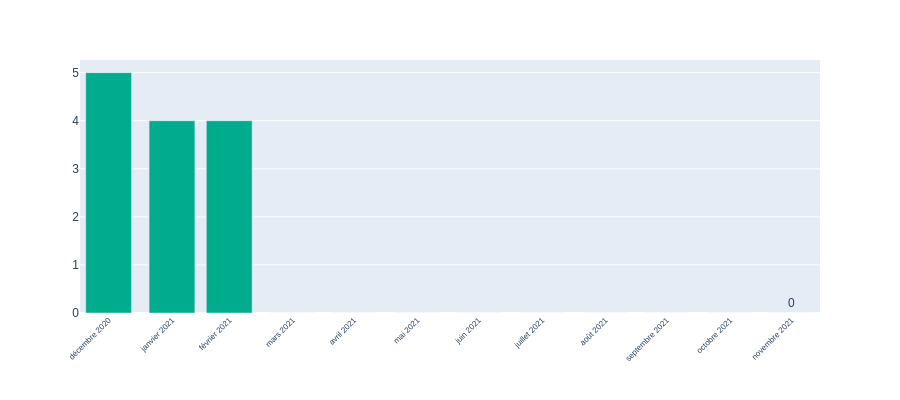 5
4
3
2
1
0
0
décembre 2020
janvier 2021
février 2021
mars 2021
avril 2021
mai 2021
juin 2021
juillet 2021
août 2021
septembre 2021
octobre 2021
novembre 2021